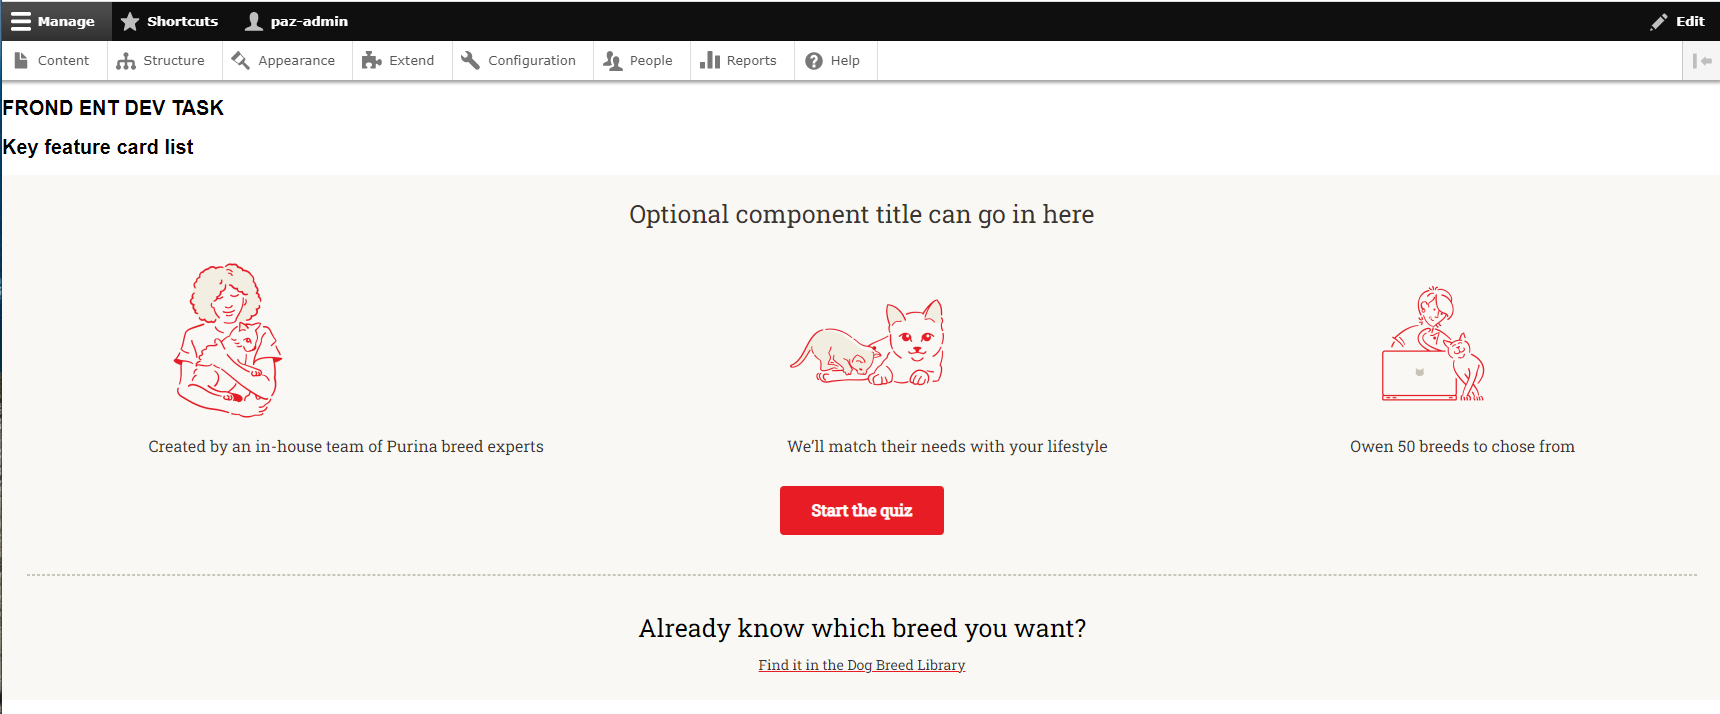 Manage Shortcuts paz-admin Edit
Content Structure Appearance Extend Configuration People Reports Help
FROND ENT DEV TASK
Key feature card list
Optional component title can go in here
Created by an in-house team of Purina breed experts
We'll match their needs with your lifestyle
Owen 50 breeds to chose from
Start the quiz
Already know which breed you want?
Find it in the Dog Breed Library